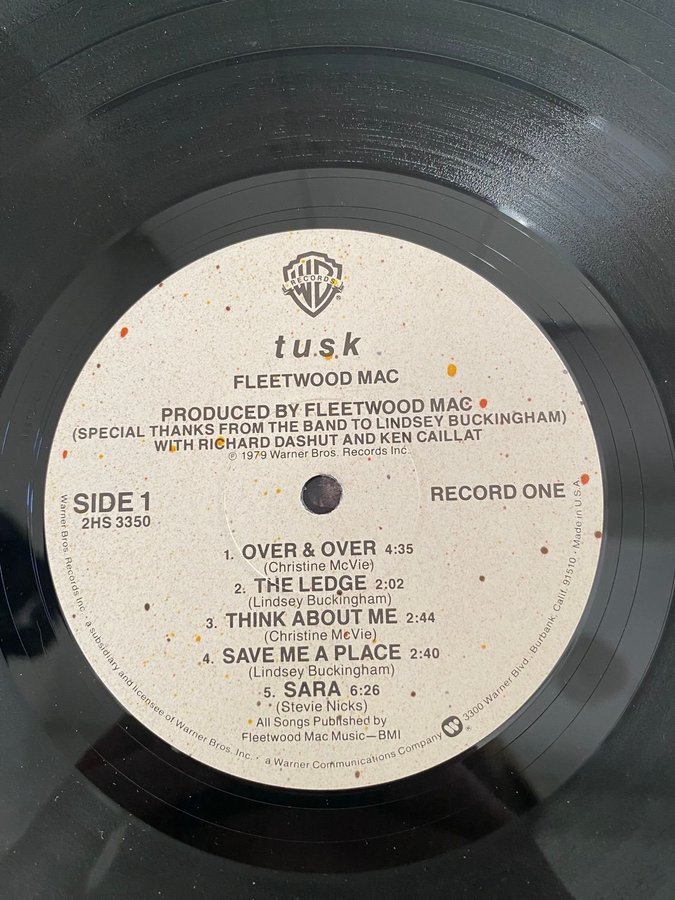 WB
RECORDS
®
tusk
FLEETWOOD MAC
PRODUCED BY FLEETWOOD MAC
(SPECIAL THANKS FROM THE BAND TO LINDSEY BUCKINGHAM)
WITH RICHARD DASHUT AND KEN CAILLAT
℗ 1979 Warner Bros. Records Inc.
SIDE 1
2HS 3350
RECORD ONE
1. OVER & OVER 4:35
(Christine McVie)
2. THE LEDGE 2:02
(Lindsey Buckingham)
3. THINK ABOUT ME 2:44
(Christine McVie)
4. SAVE ME A PLACE 2:40
(Lindsey Buckingham)
5. SARA 6:26
(Stevie Nicks)
All Songs Published by
Fleetwood Mac Music—BMI
Warner Bros. Records Inc. • a subsidiary and licensee of Warner Bros. Inc. • a Warner Communications Company ® 3300 Warner Blvd., Burbank, Calif. 91510 • Made in U.S.A.